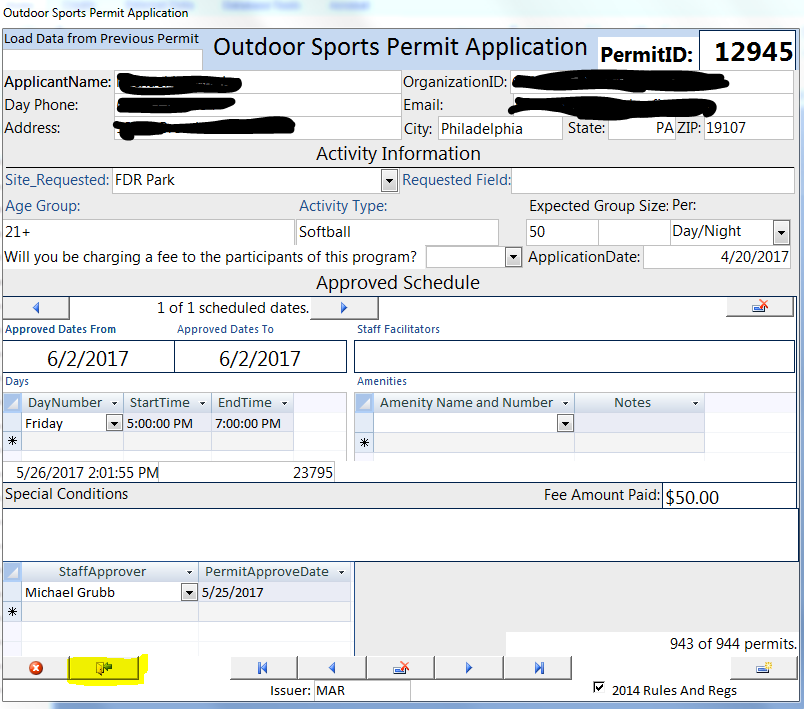 Outdoor Sports Permit Application
Load Data from Previous Permit
Outdoor Sports Permit Application
PermitID: 12945
ApplicantName: OrganizationID:
Day Phone: Email:
Address: City: Philadelphia State: PA ZIP: 19107
Activity Information
Site_Requested: FDR Park Requested Field:
Age Group: Activity Type: Expected Group Size: Per:
21+ Softball 50 Day/Night
Will you be charging a fee to the participants of this program? ApplicationDate: 4/20/2017
Approved Schedule
1 of 1 scheduled dates.
Approved Dates From Approved Dates To Staff Facilitators
6/2/2017 6/2/2017
Days Amenities
DayNumber StartTime EndTime Amenity Name and Number Notes
Friday 5:00:00 PM 7:00:00 PM
5/26/2017 2:01:55 PM 23795
Special Conditions Fee Amount Paid: $50.00
StaffApprover PermitApproveDate
Michael Grubb 5/25/2017
943 of 944 permits.
Issuer: MAR 2014 Rules And Regs